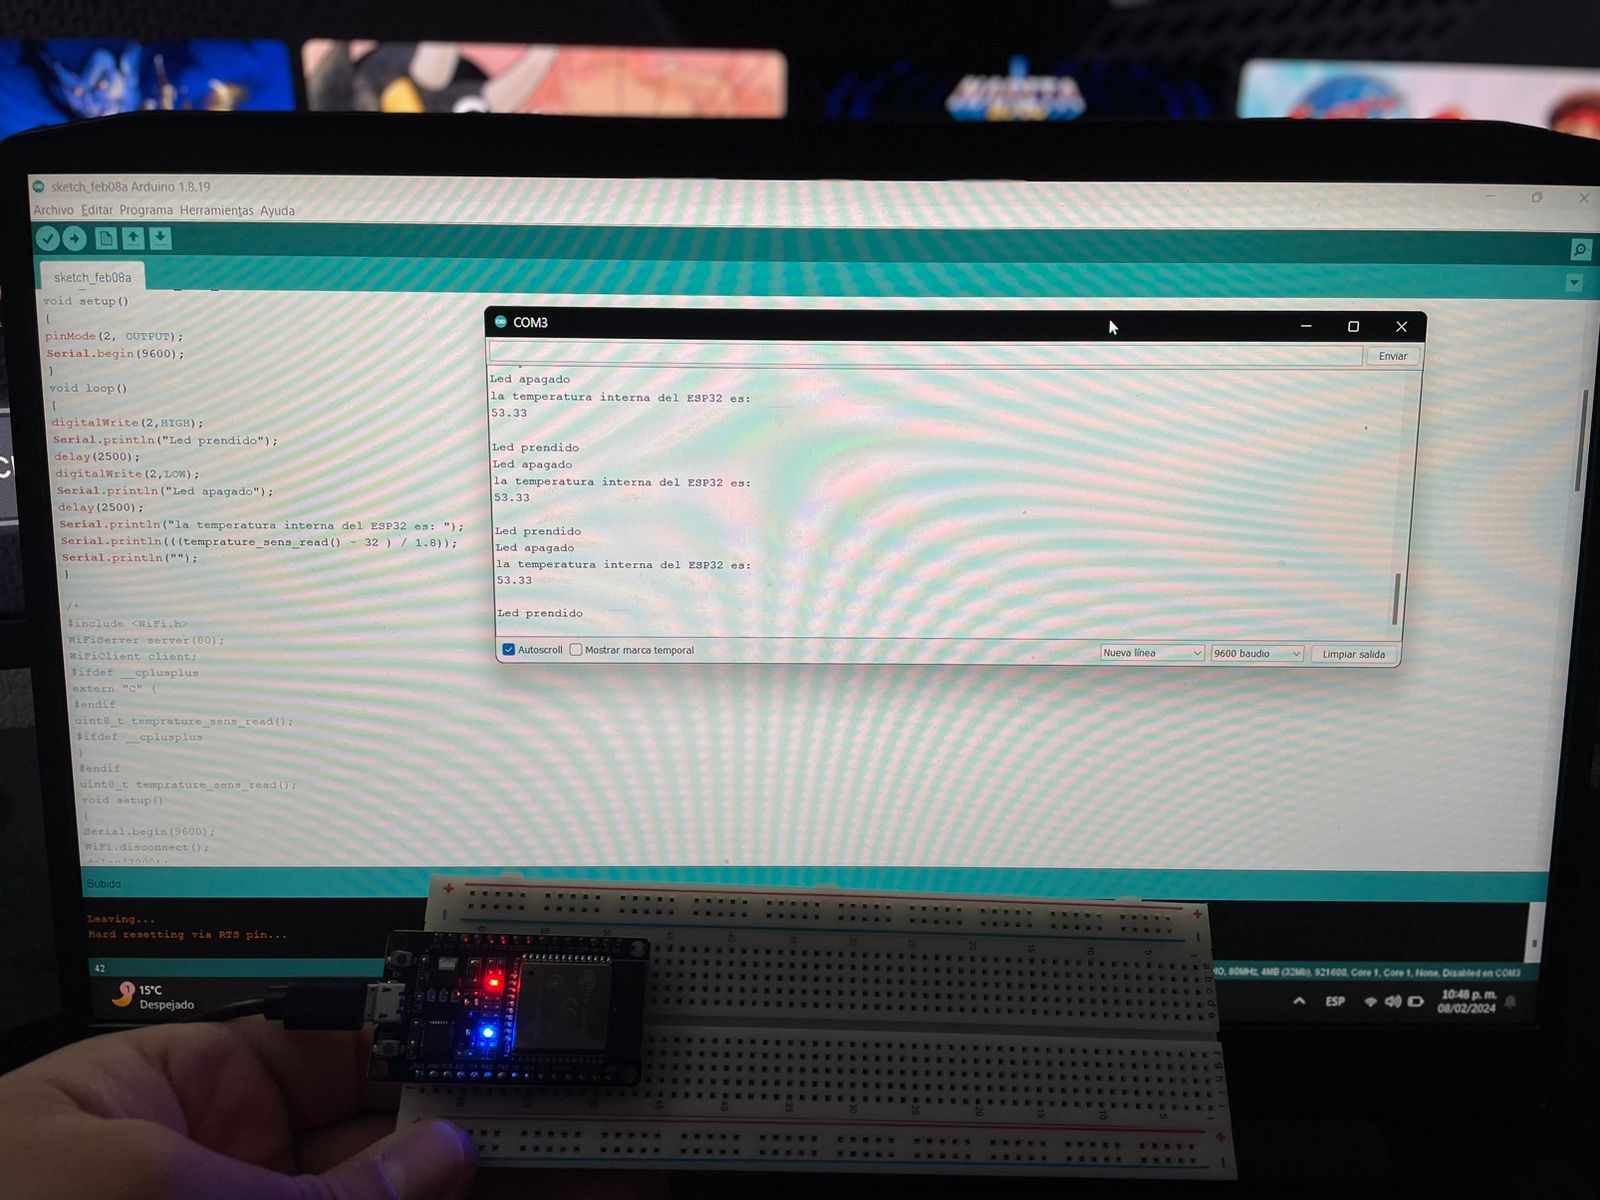 sketch_feb08a Arduino 1.8.19
Archivo Editar Programa Herramientas Ayuda
sketch_feb08a
void setup()
{
pinMode(2, OUTPUT);
Serial.begin(9600);
}
void loop()
{
digitalWrite(2,HIGH);
Serial.println("Led prendido");
delay(2500);
digitalWrite(2,LOW);
Serial.println("Led apagado");
delay(2500);
Serial.println("la temperatura interna del ESP32 es: ");
Serial.println(((temprature_sens_read() - 32 ) / 1.8));
Serial.println("");
}
/*
#include <WiFi.h>
WiFiServer server(80);
WiFiClient client;
#ifdef __cplusplus
extern "C" {
#endif
uint8_t temprature_sens_read();
#ifdef __cplusplus
}
#endif
uint8_t temprature_sens_read();
void setup()
{
Serial.begin(9600);
WiFi.disconnect();
COM3
Enviar
Led apagado
la temperatura interna del ESP32 es:
53.33
Led prendido
Led apagado
la temperatura interna del ESP32 es:
53.33
Led prendido
Led apagado
la temperatura interna del ESP32 es:
53.33
Led prendido
Autoscroll Mostrar marca temporal Nueva línea 9600 baudio Limpiar salida
Subido
Leaving...
Hard resetting via RTS pin...
42
80MHz, 4MB (32Mb), 921600, Core 1, Core 1, None, Disabled en COM3
1 15°C
Despejado
ESP
10:48 p. m.
08/02/2024